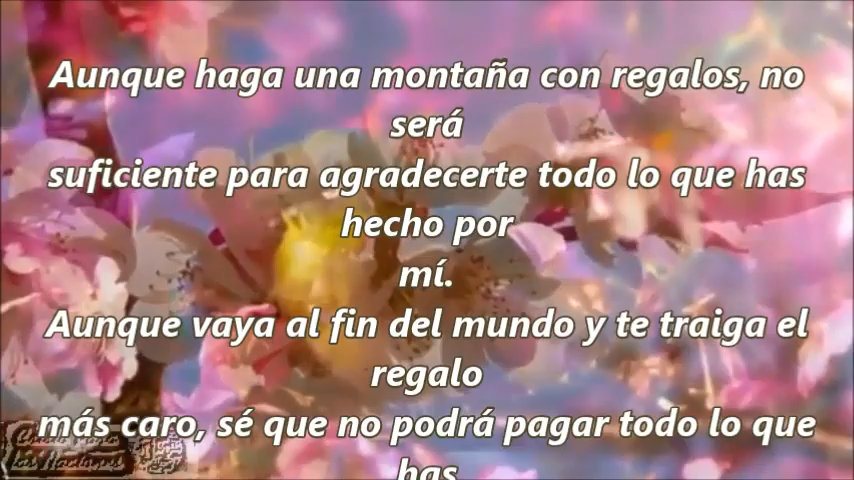 Aunque haga una montaña con regalos, no
será
suficiente para agradecerte todo lo que has
hecho por
mí.
Aunque vaya al fin del mundo y te traiga el
regalo
más caro, sé que no podrá pagar todo lo que
has